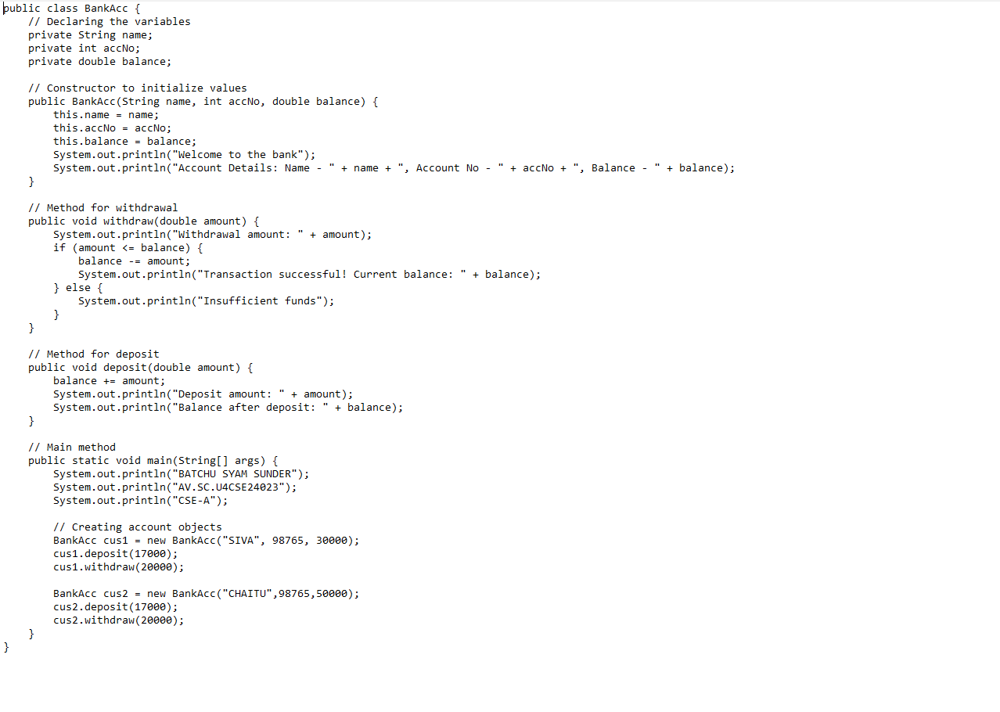 public class BankAcc {
    // Declaring the variables
    private String name;
    private int accNo;
    private double balance;

    // Constructor to initialize values
    public BankAcc(String name, int accNo, double balance) {
        this.name = name;
        this.accNo = accNo;
        this.balance = balance;
        System.out.println("Welcome to the bank");
        System.out.println("Account Details: Name - " + name + ", Account No - " + accNo + ", Balance - " + balance);
    }

    // Method for withdrawal
    public void withdraw(double amount) {
        System.out.println("Withdrawal amount: " + amount);
        if (amount <= balance) {
            balance -= amount;
            System.out.println("Transaction successful! Current balance: " + balance);
        } else {
            System.out.println("Insufficient funds");
        }
    }

    // Method for deposit
    public void deposit(double amount) {
        balance += amount;
        System.out.println("Deposit amount: " + amount);
        System.out.println("Balance after deposit: " + balance);
    }

    // Main method
    public static void main(String[] args) {
        System.out.println("BATCHU SYAM SUNDER");
        System.out.println("AV.SC.U4CSE24023");
        System.out.println("CSE-A");

        // Creating account objects
        BankAcc cus1 = new BankAcc("SIVA", 98765, 30000);
        cus1.deposit(17000);
        cus1.withdraw(20000);

        BankAcc cus2 = new BankAcc("CHAITU",98765,50000);
        cus2.deposit(17000);
        cus2.withdraw(20000);
    }
}